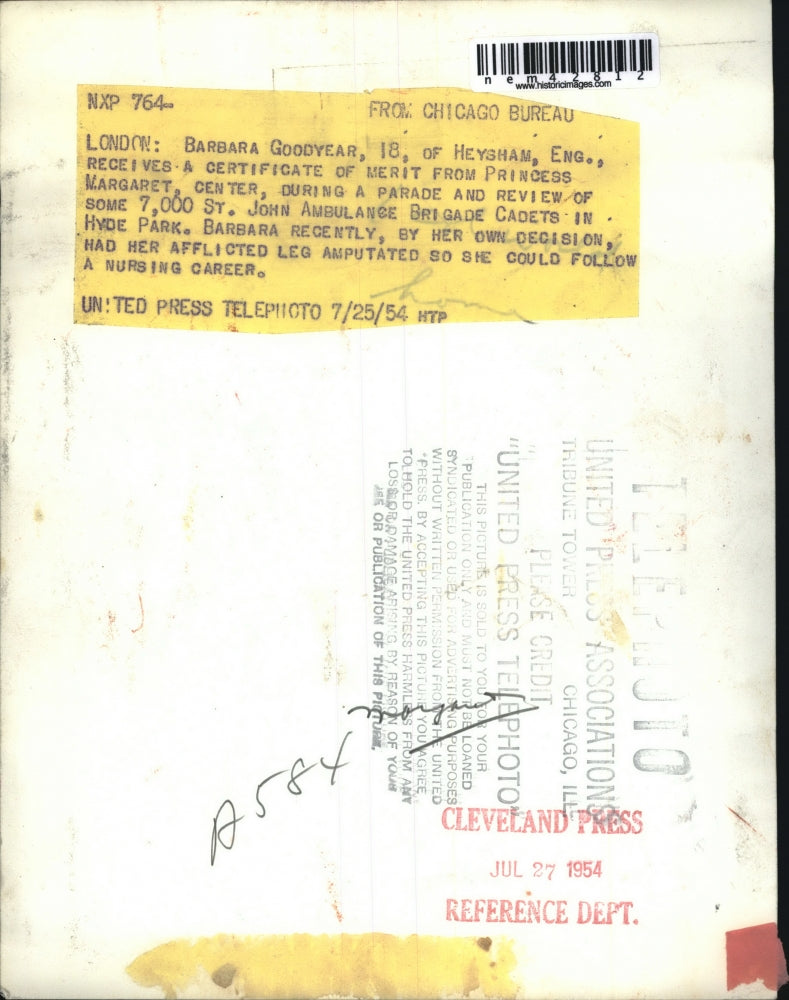 nem42812
www.historicimages.com
NXP 764-
FROM CHICAGO BUREAU
LONDON: BARBARA GOODYEAR, 18, OF HEYSHAM, ENG.,
RECEIVES A CERTIFICATE OF MERIT FROM PRINCESS
MARGARET, CENTER, DURING A PARADE AND REVIEW OF
SOME 7,000 ST. JOHN AMBULANCE BRIGADE CADETS IN
HYDE PARK. BARBARA RECENTLY, BY HER OWN DECISION,
HAD HER AFFLICTED LEG AMPUTATED SO SHE COULD FOLLOW
A NURSING CAREER.
UNITED PRESS TELEPHOTO 7/25/54 HTP
TELEPHOTO
UNITED PRESS ASSOCIATIONS
TRIBUNE TOWER CHICAGO, ILL.
PLEASE CREDIT
"UNITED PRESS TELEPHOTO"
THIS PICTURE IS SOLD TO YOU FOR YOUR
PUBLICATION ONLY AND MUST NOT BE LOANED
SYNDICATED OR USED FOR ADVERTISING PURPOSES
WITHOUT WRITTEN PERMISSION FROM THE UNITED
PRESS. BY ACCEPTING THIS PICTURE YOU AGREE
TO HOLD THE UNITED PRESS HARMLESS FROM ANY
LOSS OR DAMAGE ARISING BY REASON OF YOUR
USE OR PUBLICATION OF THIS PICTURE.
margaret
A584
CLEVELAND PRESS
JUL 27 1954
REFERENCE DEPT.